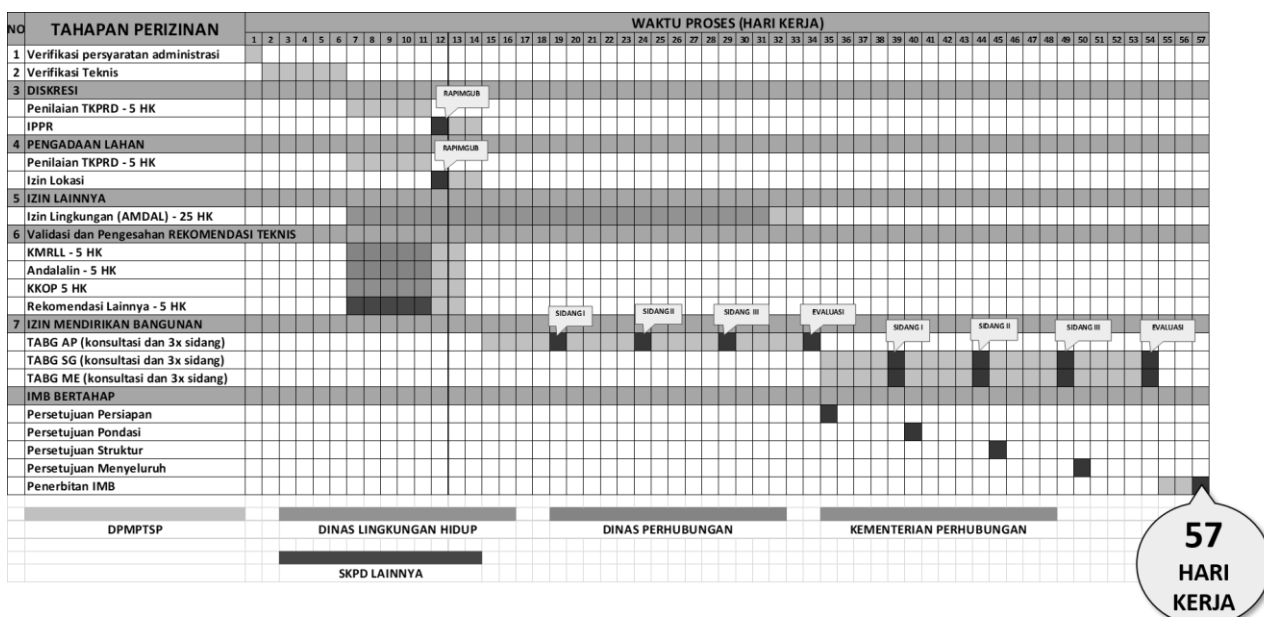 NO TAHAPAN PERIZINAN WAKTU PROSES (HARI KERJA)
1 2 3 4 5 6 7 8 9 10 11 12 13 14 15 16 17 18 19 20 21 22 23 24 25 26 27 28 29 30 31 32 33 34 35 36 37 38 39 40 41 42 43 44 45 46 47 48 49 50 51 52 53 54 55 56 57
1 Verifikasi persyaratan administrasi
2 Verifikasi Teknis
3 DISKRESI
RAPIMGUB
Penilaian TKPRD - 5 HK
IPPR
4 PENGADAAN LAHAN
RAPIMGUB
Penilaian TKPRD - 5 HK
Izin Lokasi
5 IZIN LAINNYA
Izin Lingkungan (AMDAL) - 25 HK
6 Validasi dan Pengesahan REKOMENDASI TEKNIS
KMRLL - 5 HK
Andalalin - 5 HK
KKOP 5 HK
Rekomendasi Lainnya - 5 HK
SIDANG I SIDANG II SIDANG III EVALUASI
7 IZIN MENDIRIKAN BANGUNAN
SIDANG I SIDANG II SIDANG III EVALUASI
TABG AP (konsultasi dan 3x sidang)
TABG SG (konsultasi dan 3x sidang)
TABG ME (konsultasi dan 3x sidang)
IMB BERTAHAP
Persetujuan Persiapan
Persetujuan Pondasi
Persetujuan Struktur
Persetujuan Menyeluruh
Penerbitan IMB
DPMPTSP DINAS LINGKUNGAN HIDUP DINAS PERHUBUNGAN KEMENTERIAN PERHUBUNGAN
SKPD LAINNYA
57
HARI
KERJA